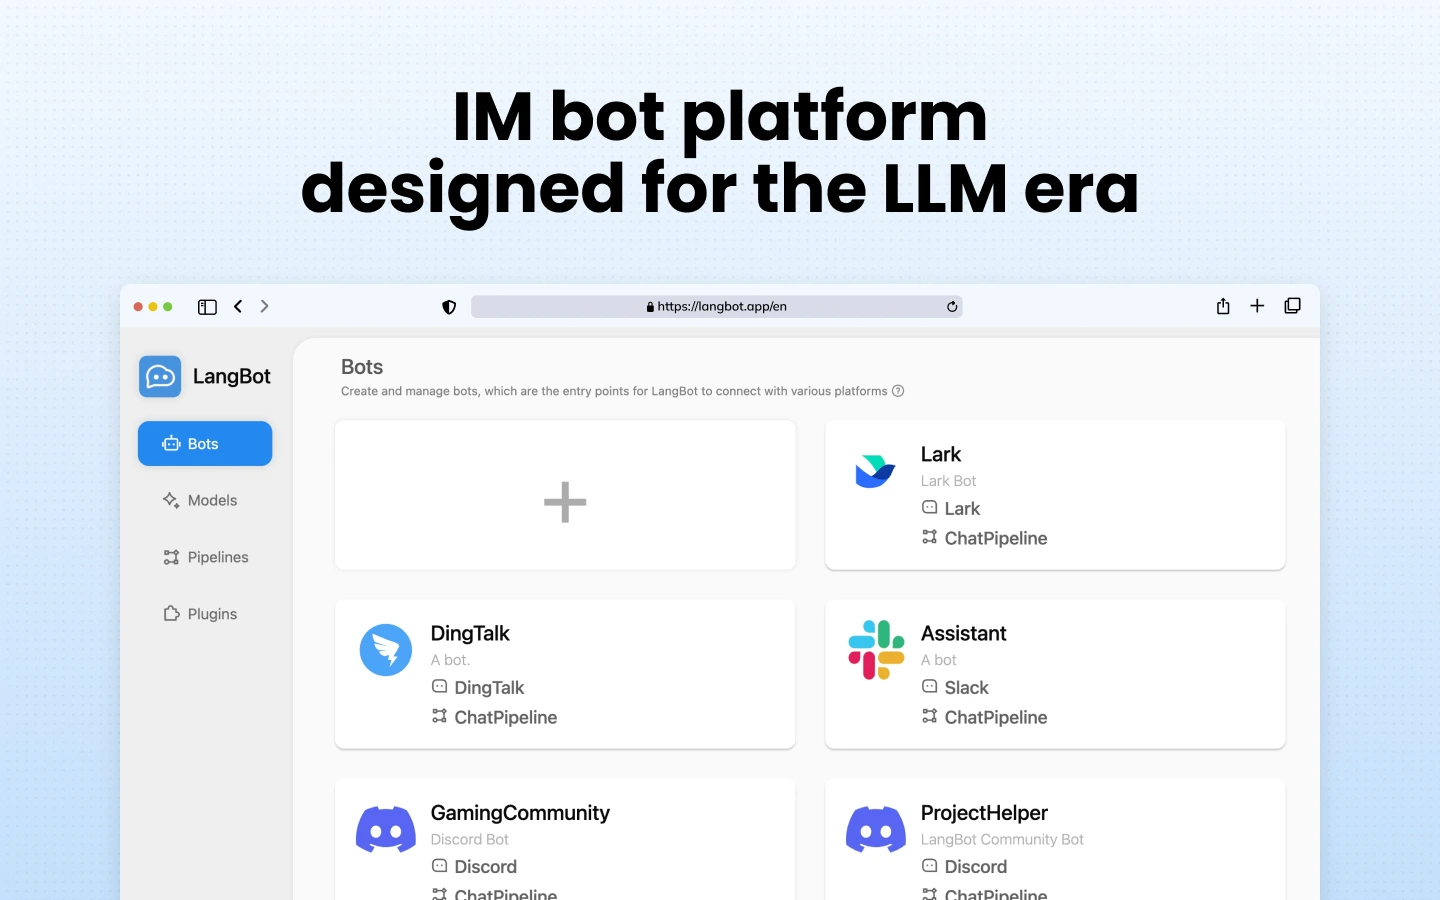 IM bot platform
designed for the LLM era
https://langbot.app/en
LangBot
Bots
Models
Pipelines
Plugins
Bots
Create and manage bots, which are the entry points for LangBot to connect with various platforms
Lark
Lark Bot
Lark
ChatPipeline
DingTalk
A bot.
DingTalk
ChatPipeline
Assistant
A bot
Slack
ChatPipeline
GamingCommunity
Discord Bot
Discord
ChatPipeline
ProjectHelper
LangBot Community Bot
Discord
ChatPipeline